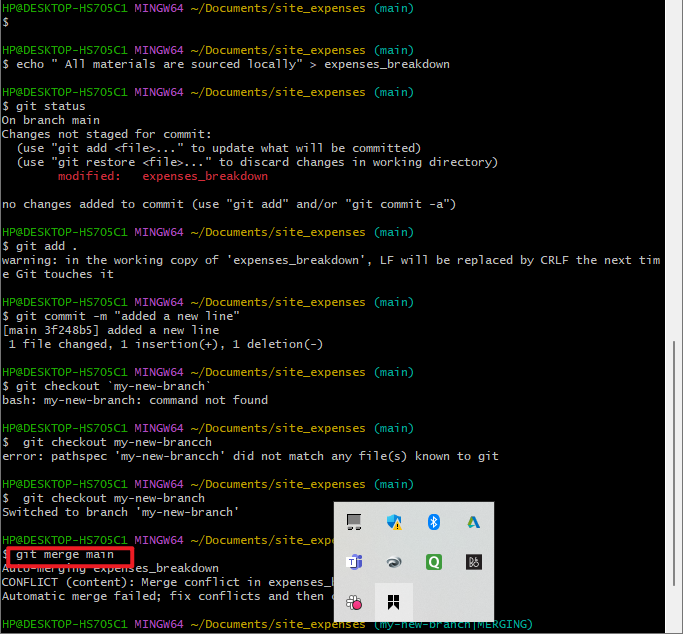 HP@DESKTOP-HS705C1 MINGW64 ~/Documents/site_expenses (main)
$
HP@DESKTOP-HS705C1 MINGW64 ~/Documents/site_expenses (main)
$ echo " All materials are sourced locally" > expenses_breakdown
HP@DESKTOP-HS705C1 MINGW64 ~/Documents/site_expenses (main)
$ git status
On branch main
Changes not staged for commit:
  (use "git add <file>..." to update what will be committed)
  (use "git restore <file>..." to discard changes in working directory)
        modified:   expenses_breakdown
no changes added to commit (use "git add" and/or "git commit -a")
HP@DESKTOP-HS705C1 MINGW64 ~/Documents/site_expenses (main)
$ git add .
warning: in the working copy of 'expenses_breakdown', LF will be replaced by CRLF the next tim
e Git touches it
HP@DESKTOP-HS705C1 MINGW64 ~/Documents/site_expenses (main)
$ git commit -m "added a new line"
[main 3f248b5] added a new line
 1 file changed, 1 insertion(+), 1 deletion(-)
HP@DESKTOP-HS705C1 MINGW64 ~/Documents/site_expenses (main)
$ git checkout `my-new-branch`
bash: my-new-branch: command not found
HP@DESKTOP-HS705C1 MINGW64 ~/Documents/site_expenses (main)
$  git checkout my-new-brancch
error: pathspec 'my-new-brancch' did not match any file(s) known to git
HP@DESKTOP-HS705C1 MINGW64 ~/Documents/site_expenses (main)
$  git checkout my-new-branch
Switched to branch 'my-new-branch'
HP@DESKTOP-HS705C1 MINGW64 ~/Documents/site_expe
$ git merge main
Auto-merging expenses_breakdown
CONFLICT (content): Merge conflict in expenses_
Automatic merge failed; fix conflicts and then
HP@DESKTOP-HS705C1 MINGW64 ~/Documents/site_expenses (my-new-branch|MERGING)